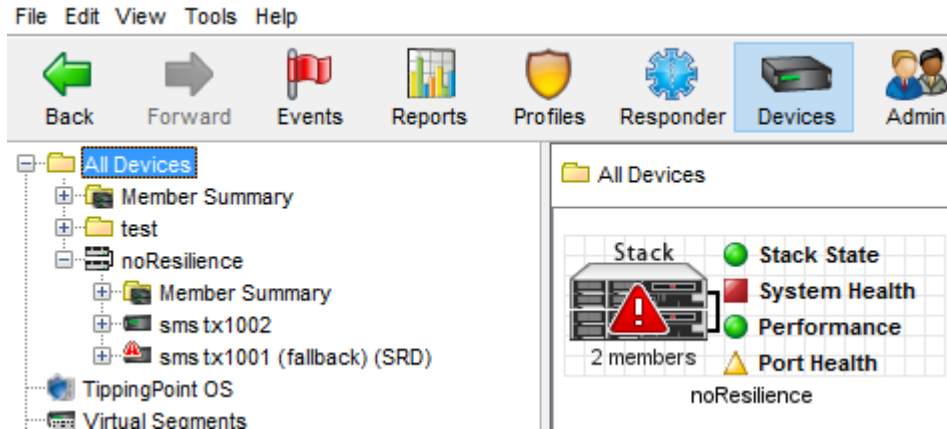 File Edit View Tools Help
Back Forward Events Reports Profiles Responder Devices Admin
All Devices
Member Summary
test
noResilience
Member Summary
sms tx1002
sms tx1001 (fallback) (SRD)
TippingPoint OS
Virtual Segments
All Devices
Stack
2 members
Stack State
System Health
Performance
Port Health
noResilience